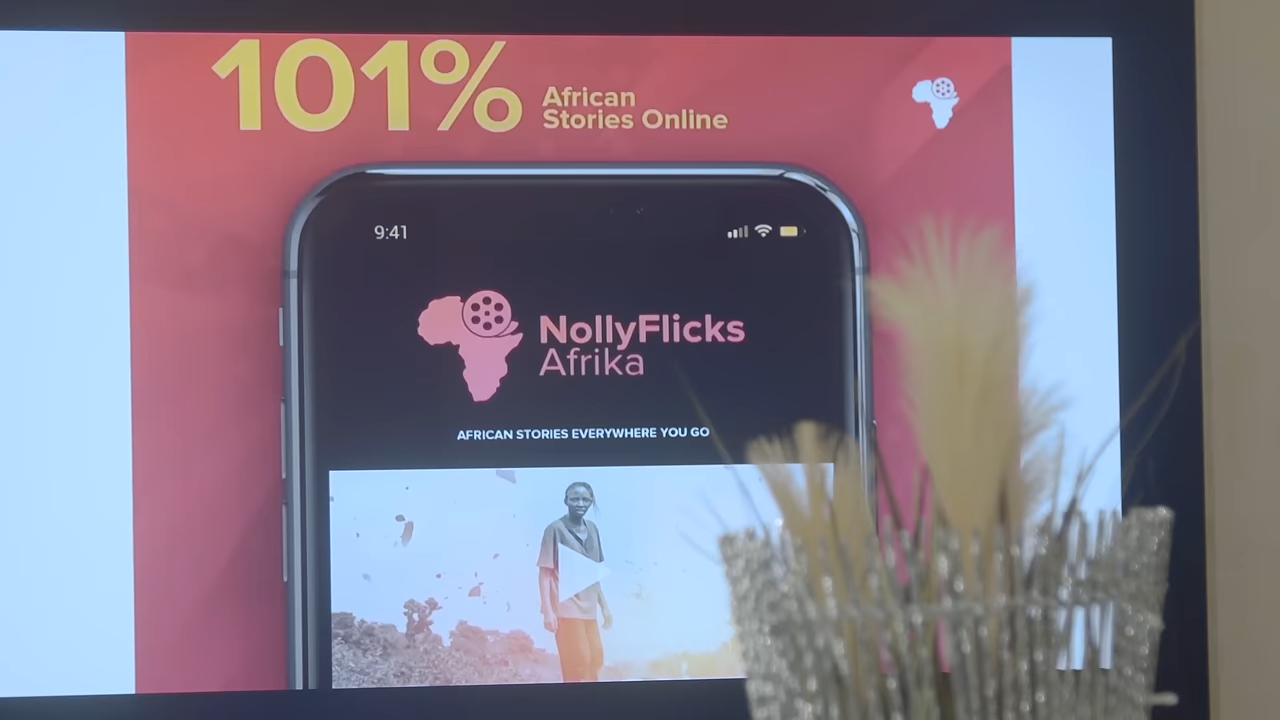 101%
African
Stories Online
9:41
NollyFlicks
Afrika
AFRICAN STORIES EVERYWHERE YOU GO